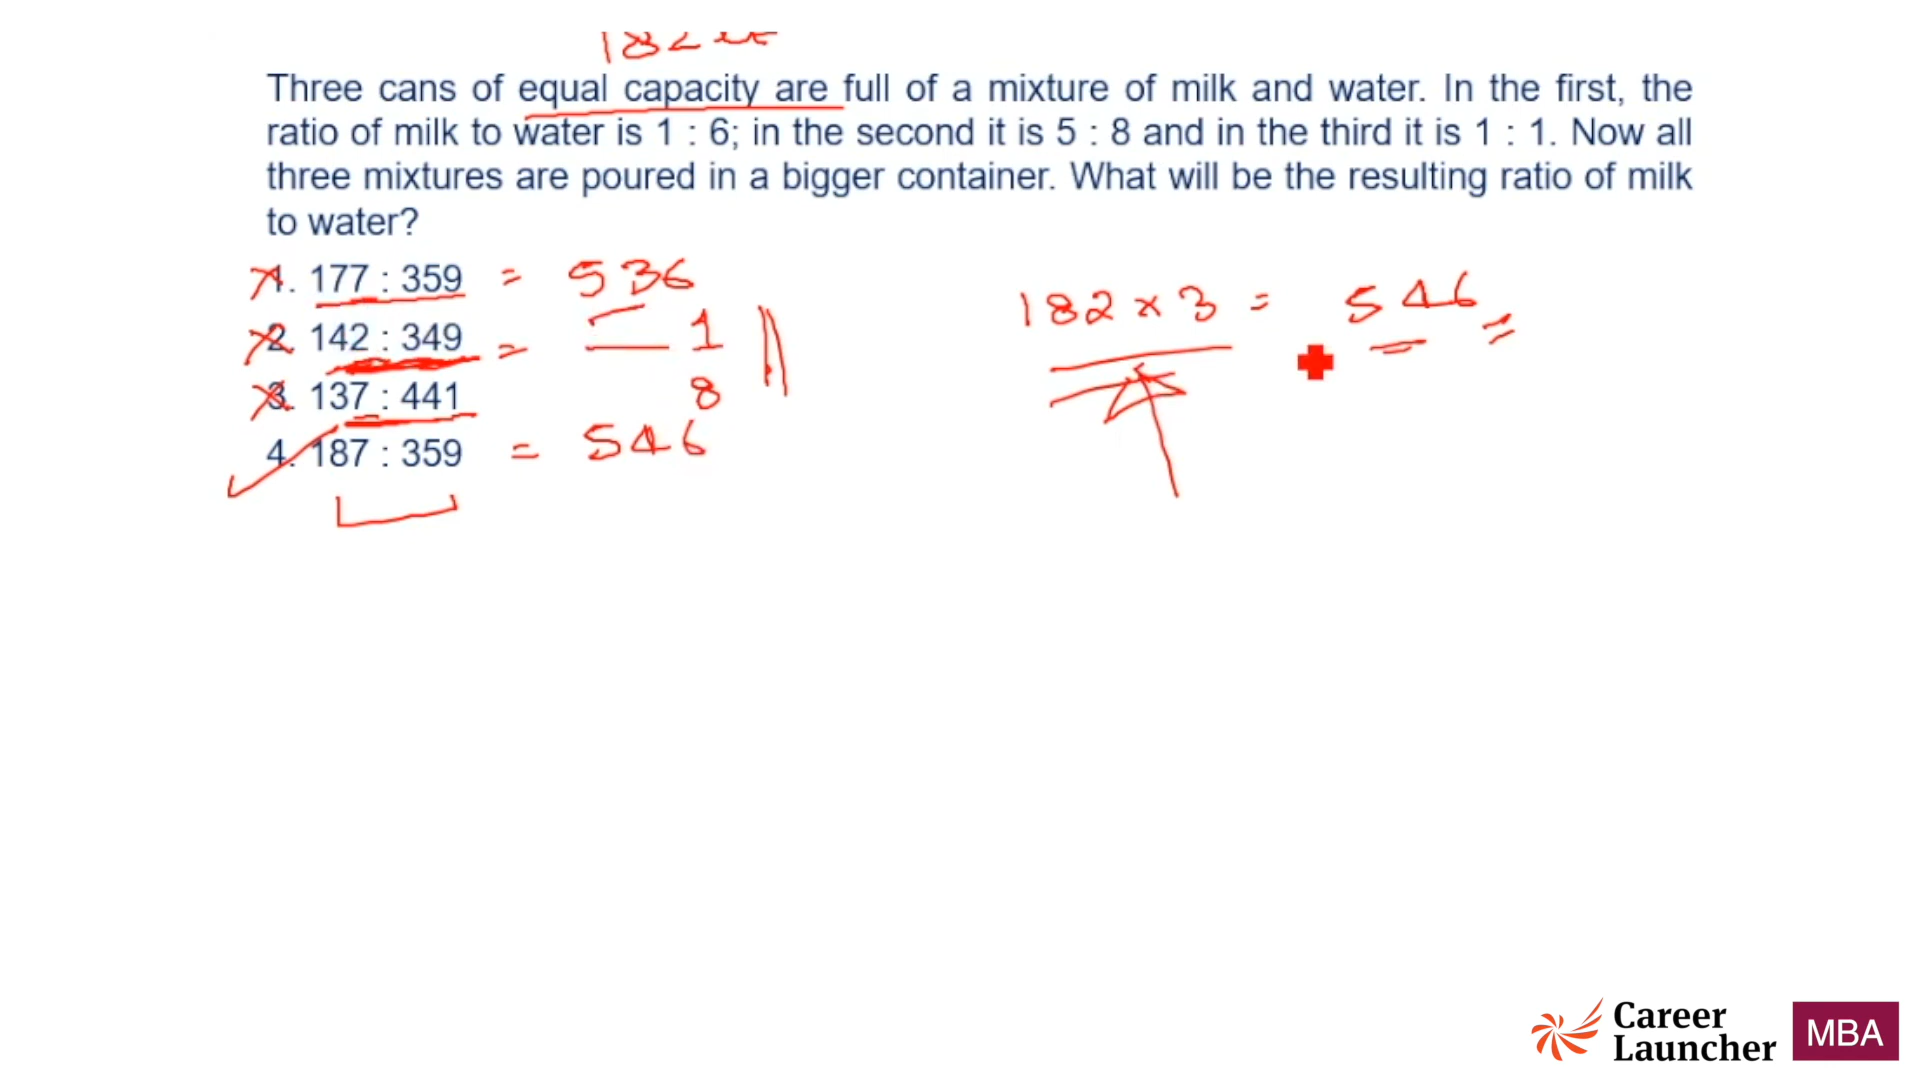 182 lt
Three cans of equal capacity are full of a mixture of milk and water. In the first, the
ratio of milk to water is 1 : 6; in the second it is 5 : 8 and in the third it is 1 : 1. Now all
three mixtures are poured in a bigger container. What will be the resulting ratio of milk
to water?
1. 177 : 359 = 536
2. 142 : 349 = 1
3. 137 : 441 8
4. 187 : 359 = 546
182 x 3 = 546
Career
Launcher
MBA